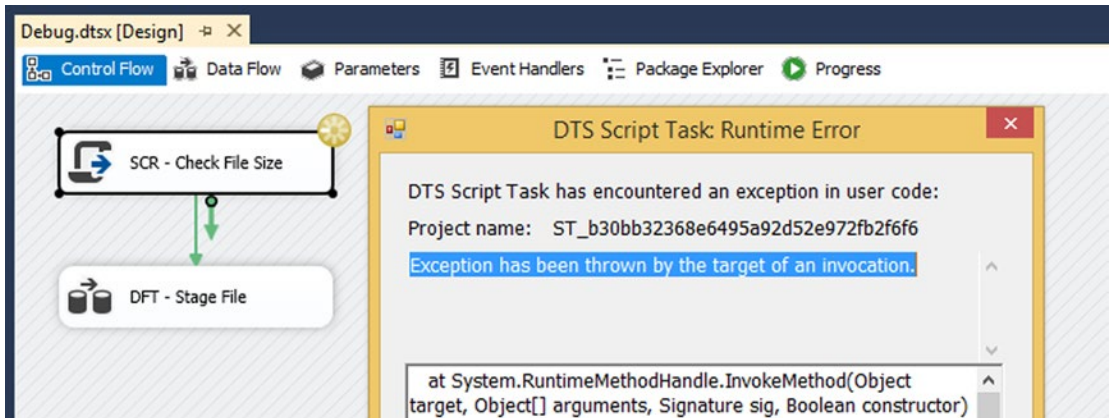 Debug.dtsx [Design]
Control Flow Data Flow Parameters Event Handlers Package Explorer Progress
SCR - Check File Size
DFT - Stage File
DTS Script Task: Runtime Error
DTS Script Task has encountered an exception in user code:
Project name: ST_b30bb32368e6495a92d52e972fb2f6f6
Exception has been thrown by the target of an invocation.
at System.RuntimeMethodHandle.InvokeMethod(Object
target, Object[] arguments, Signature sig, Boolean constructor)